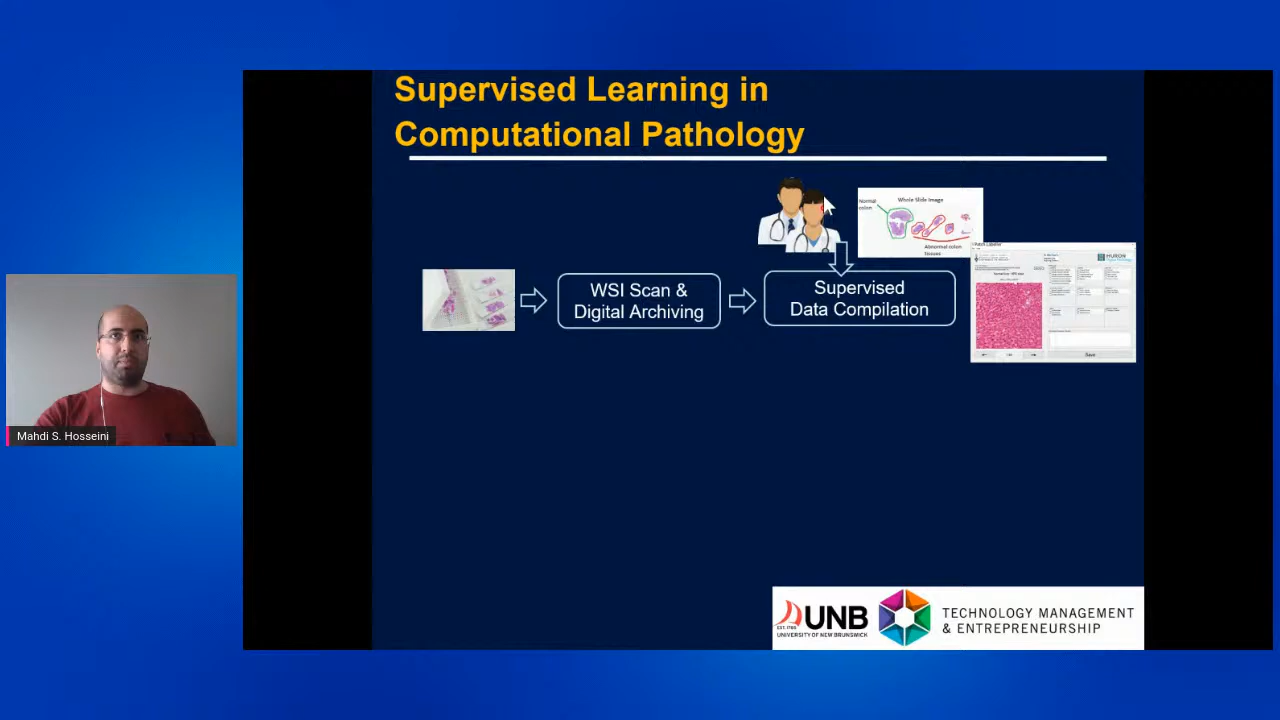 Supervised Learning in
Computational Pathology
Normal
colon
Whole Slide Image
Abnormal colon
tissues
WSI Scan &
Digital Archiving
Supervised
Data Compilation
HURON
Save
Mahdi S. Hosseini
EST. 1785
UNB
UNIVERSITY OF NEW BRUNSWICK
TECHNOLOGY MANAGEMENT
& ENTREPRENEURSHIP